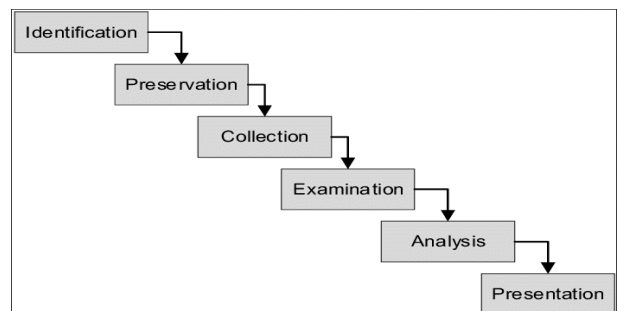 Identification
Preservation
Collection
Examination
Analysis
Presentation